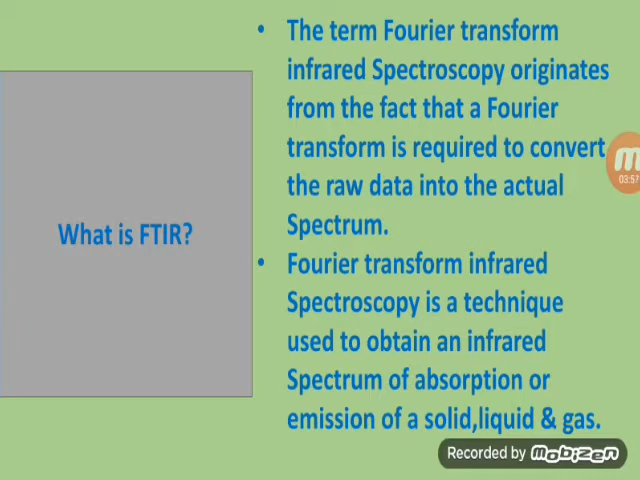 What is FTIR?
• The term Fourier transform
infrared Spectroscopy originates
from the fact that a Fourier
transform is required to convert
the raw data into the actual
Spectrum.
• Fourier transform infrared
Spectroscopy is a technique
used to obtain an infrared
Spectrum of absorption or
emission of a solid,liquid & gas.
M
03:57
Recorded by Mobizen